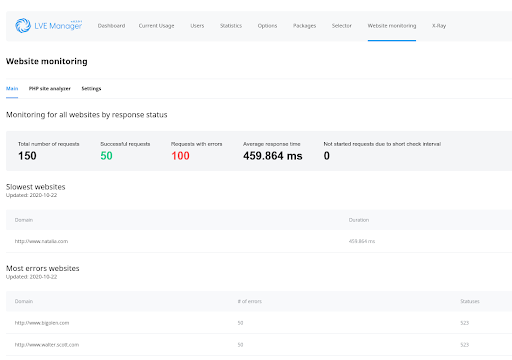 LVE Manager
Dashboard Current Usage Users Statistics Options Packages Selector Website monitoring X-Ray
Website monitoring
Main PHP site analyzer Settings
Monitoring for all websites by response status
Total number of requests Successful requests Requests with errors Average response time Not started requests due to short check interval
150 50 100 459.864 ms 0
Slowest websites
Updated: 2020-10-22
Domain Duration
http://www.natalia.com 459.864 ms
Most errors websites
Updated: 2020-10-22
Domain # of errors Statuses
http://www.bigsten.com 50 523
http://www.walter.scott.com 50 523